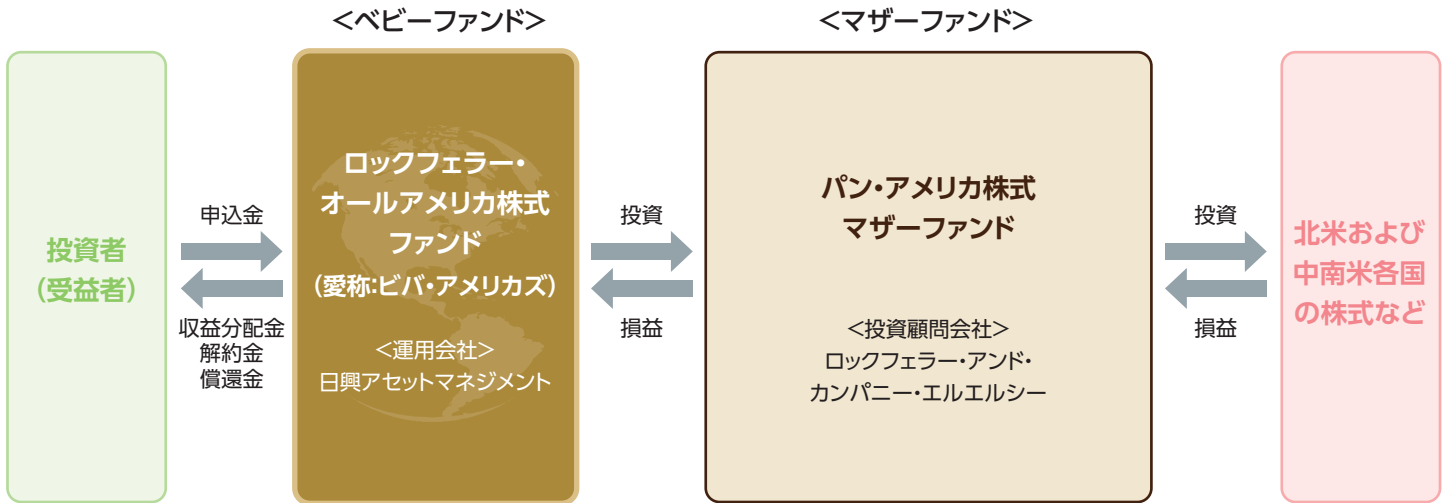 <ベビーファンド>
<マザーファンド>
投資者
(受益者)
申込金
収益分配金
解約金
償還金
ロックフェラー・
オールアメリカ株式
ファンド
(愛称:ビバ・アメリカズ)
<運用会社>
日興アセットマネジメント
投資
損益
パン・アメリカ株式
マザーファンド
<投資顧問会社>
ロックフェラー・アンド・
カンパニー・エルエルシー
投資
損益
北米および
中南米各国
の株式など